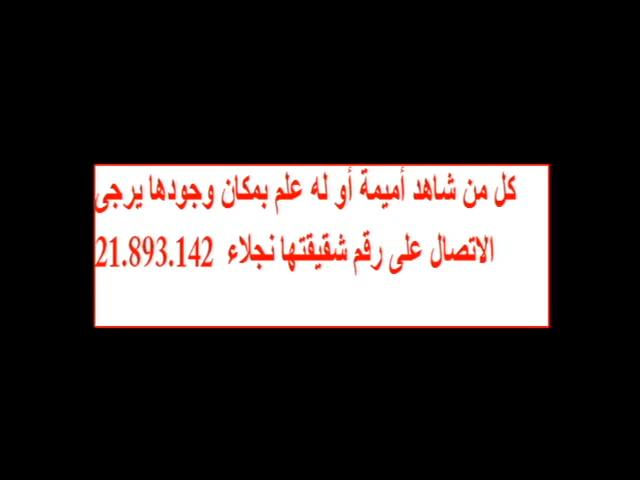 كل من شاهد أميمة أو له علم بمكان وجودها يرجى
الاتصال على رقم شقيقتها نجلاء 21.893.142